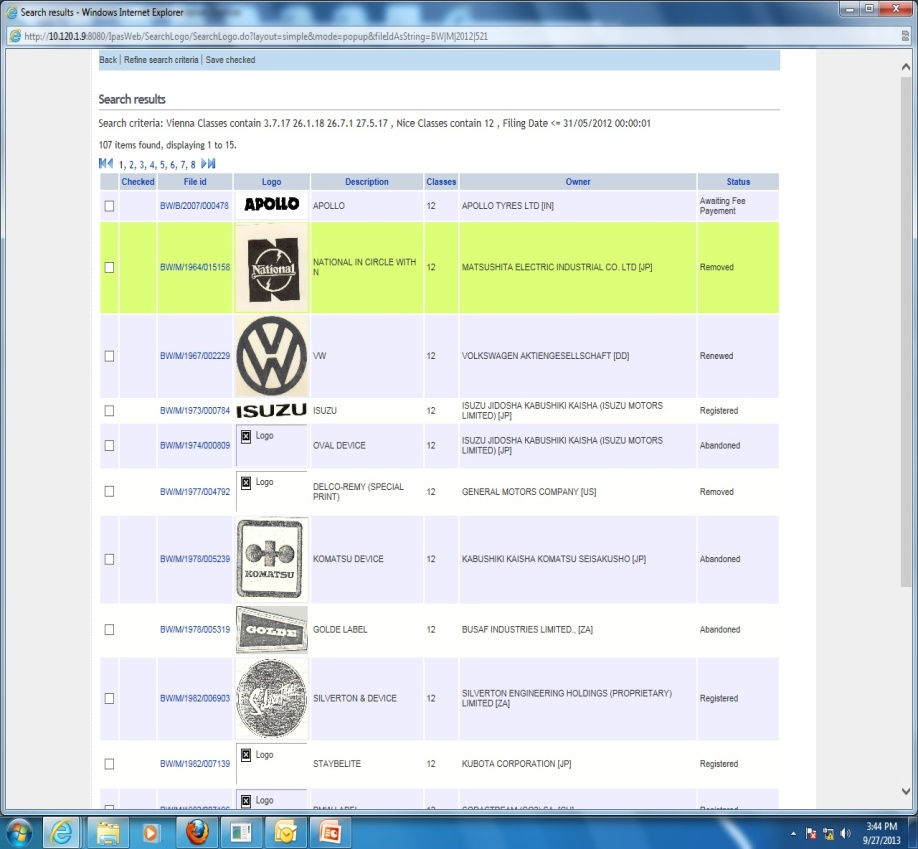 Search results - Windows Internet Explorer
http://10.120.1.9:8080/IpasWeb/SearchLogo/SearchLogo.do?layout=simple&mode=popup&fileIdAsString=BW|M|2012|521
Back | Refine search criteria | Save checked
Search results
Search criteria: Vienna Classes contain 3.7.17 26.1.18 26.7.1 27.5.17 , Nice Classes contain 12 , Filing Date <= 31/05/2012 00:00:01
107 items found, displaying 1 to 15.
1, 2, 3, 4, 5, 6, 7, 8
Checked File id Logo Description Classes Owner Status
BW/B/2007/000478 APOLLO APOLLO 12 APOLLO TYRES LTD [IN] Awaiting Fee
Payement
BW/M/1964/015158 National NATIONAL IN CIRCLE WITH
N 12 MATSUSHITA ELECTRIC INDUSTRIAL CO. LTD [JP] Removed
BW/M/1967/002229 VW 12 VOLKSWAGEN AKTIENGESELLSCHAFT [DD] Renewed
BW/M/1973/000784 ISUZU ISUZU 12 ISUZU JIDOSHA KABUSHIKI KAISHA (ISUZU MOTORS
LIMITED) [JP] Registered
BW/M/1974/000809 Logo OVAL DEVICE 12 ISUZU JIDOSHA KABUSHIKI KAISHA (ISUZU MOTORS
LIMITED) [JP] Abandoned
BW/M/1977/004792 Logo DELCO-REMY (SPECIAL
PRINT) 12 GENERAL MOTORS COMPANY [US] Removed
BW/M/1978/005239 KOMATSU KOMATSU DEVICE 12 KABUSHIKI KAISHA KOMATSU SEISAKUSHO [JP] Abandoned
BW/M/1978/005319 GOLDE GOLDE LABEL 12 BUSAF INDUSTRIES LIMITED., [ZA] Abandoned
BW/M/1982/006903 SILVERTON & DEVICE 12 SILVERTON ENGINEERING HOLDINGS (PROPRIETARY)
LIMITED [ZA] Registered
BW/M/1982/007139 Logo STAYBELITE 12 KUBOTA CORPORATION [JP] Registered
Logo
3:44 PM
9/27/2013